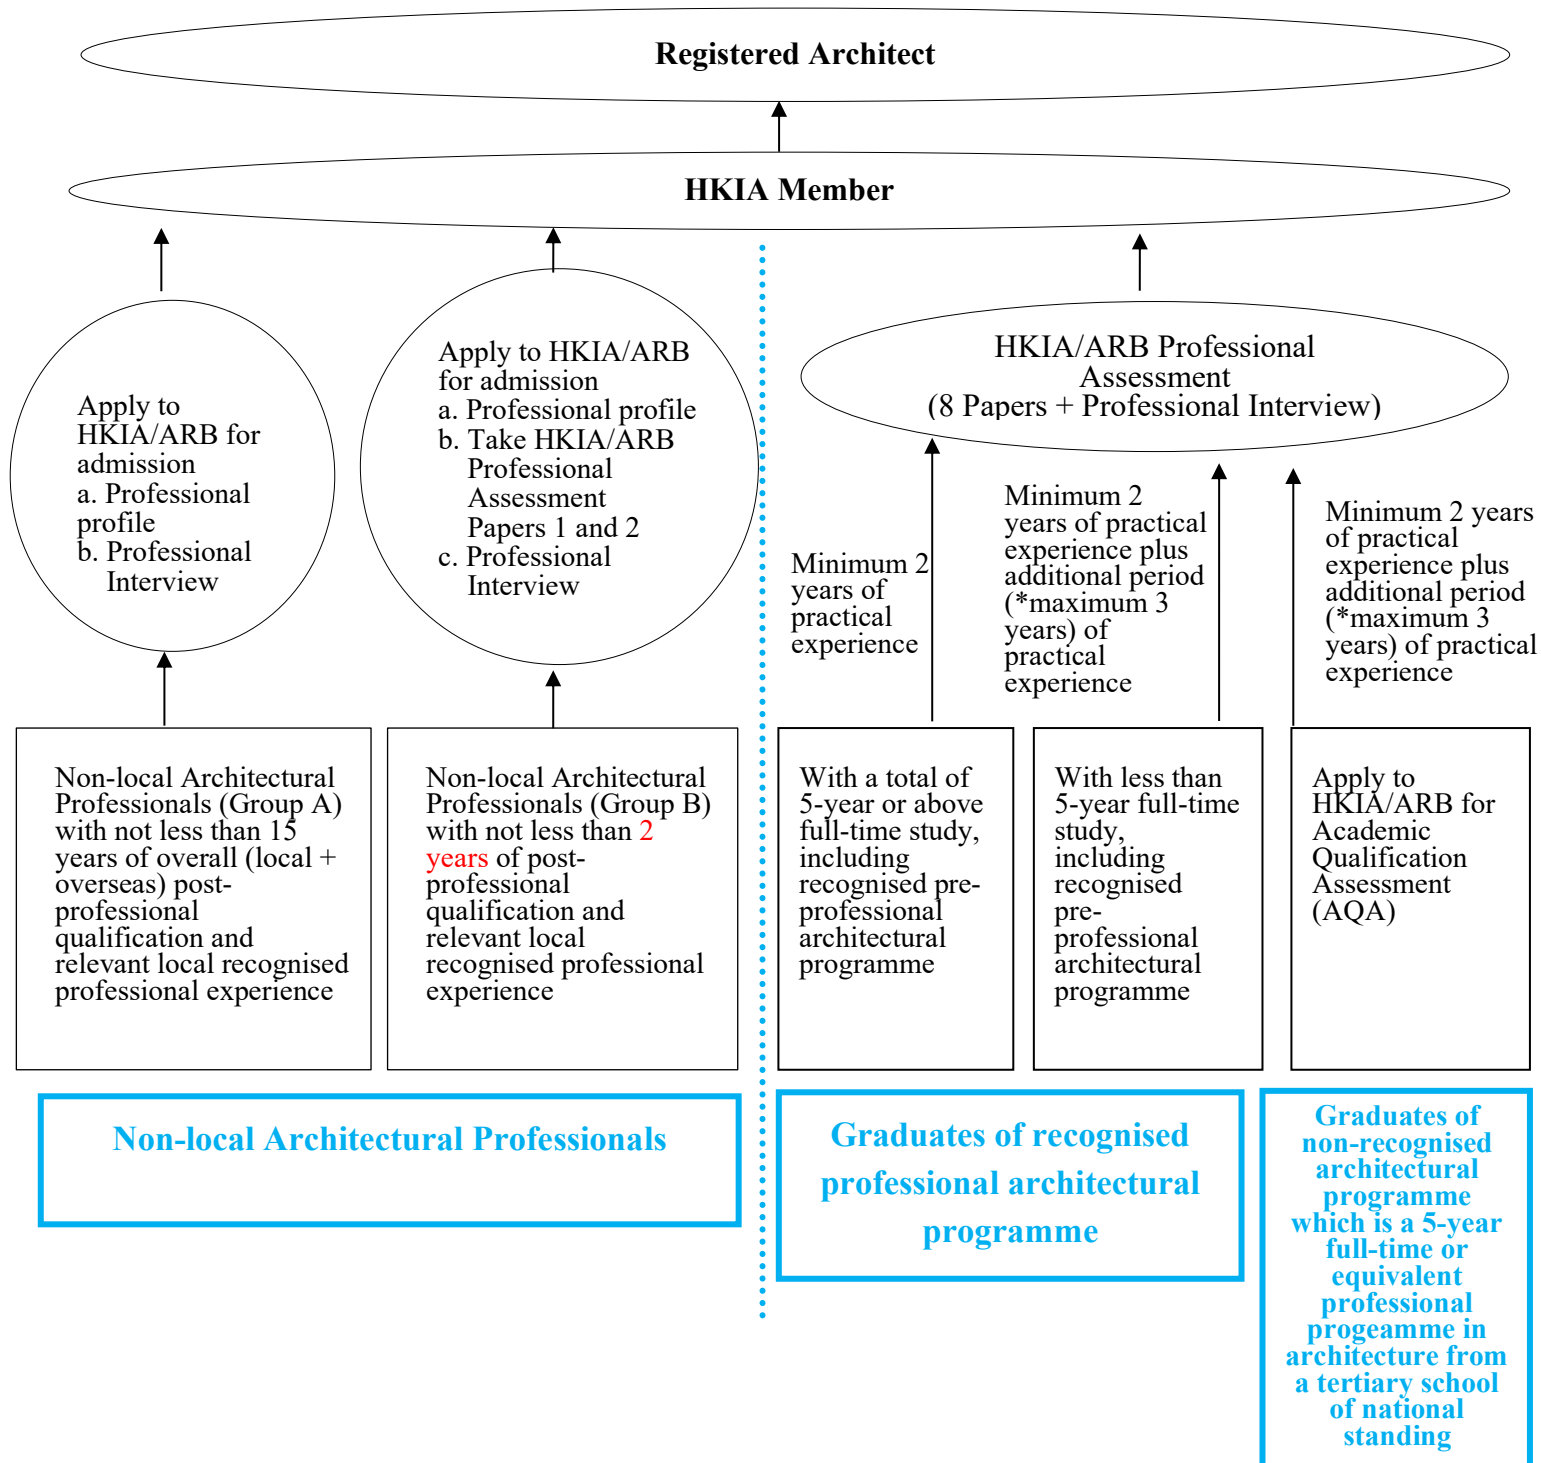 Registered Architect
HKIA Member
Apply to
HKIA/ARB for
admission
a. Professional
profile
b. Professional
Interview
Apply to HKIA/ARB
for admission
a. Professional profile
b. Take HKIA/ARB
Professional
Assessment
Papers 1 and 2
c. Professional
Interview
HKIA/ARB Professional
Assessment
(8 Papers + Professional Interview)
Minimum 2
years of
practical
experience
Minimum 2
years of practical
experience plus
additional period
(*maximum 3
years) of
practical
experience
Minimum 2 years
of practical
experience plus
additional period
(*maximum 3
years) of practical
experience
Non-local Architectural
Professionals (Group A)
with not less than 15
years of overall (local +
overseas) post-
professional
qualification and
relevant local recognised
professional experience
Non-local Architectural
Professionals (Group B)
with not less than 2
years of post-
professional
qualification and
relevant local
recognised professional
experience
With a total of
5-year or above
full-time study,
including
recognised pre-
professional
architectural
programme
With less than
5-year full-time
study,
including
recognised
pre-
professional
architectural
programme
Apply to
HKIA/ARB for
Academic
Qualification
Assessment
(AQA)
Non-local Architectural Professionals
Graduates of recognised
professional architectural
programme
Graduates of
non-recognised
architectural
programme
which is a 5-year
full-time or
equivalent
professional
progeamme in
architecture from
a tertiary school
of national
standing